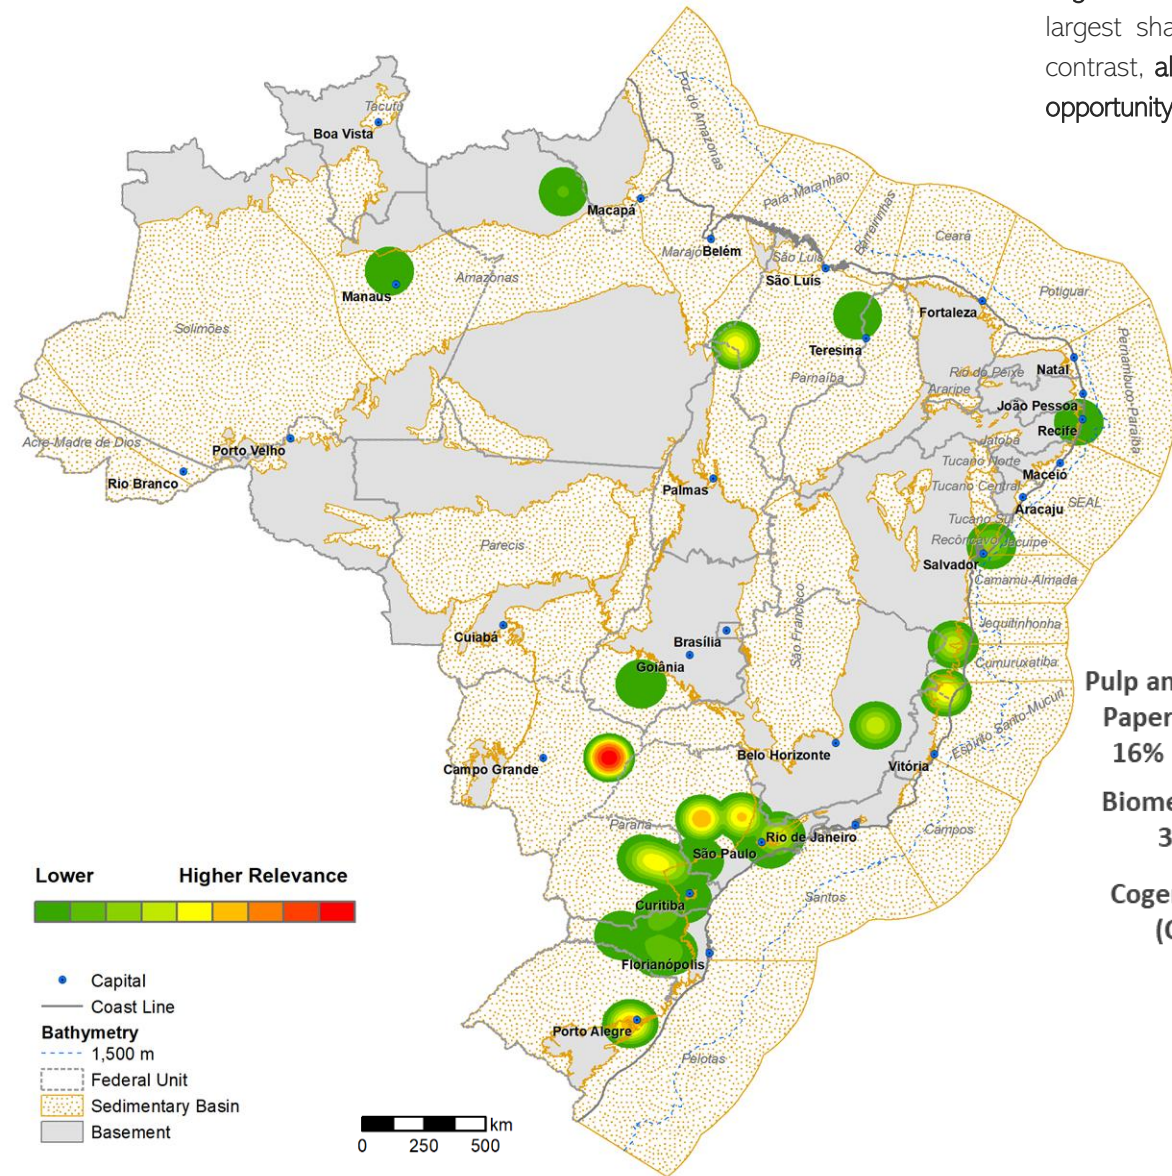 largest sha
contrast, al
opportunity
Foz do Amazonas
Tacutu
Boa Vista
Pará-Maranhão
Macapá
Barreirinhas
Ceará
Marajó
Belém
São Luis
São Luís
Amazonas
Manaus
Potiguar
Fortaleza
Solimões
Teresina
Pernambuco-Paraíba
Parnaíba
Natal
Rio do Peixe
Araripe
João Pessoa
Recife
Acre-Madre de Dios
Porto Velho
Jatobá
Tucano Norte
Maceió
Rio Branco
Palmas
Tucano Central
Aracaju
SEAL
Tucano Sul
Parecis
Recôncavo
Jacuípe
Salvador
Camamu-Almada
São Francisco
Jequitinhonha
Cuiabá
Brasília
Goiânia
Cumuruxatiba
Pulp an
Paper
16%
Espírito Santo-Mucuri
Belo Horizonte
Vitória
Campo Grande
Biome
3
Paraná
Rio de Janeiro
Campos
São Paulo
Lower Higher Relevance
Santos
Curitiba
Coge
(C
Florianópolis
Capital
Coast Line
Porto Alegre
Bathymetry
1,500 m
Pelotas
Federal Unit
Sedimentary Basin
Basement
km
0 250 500